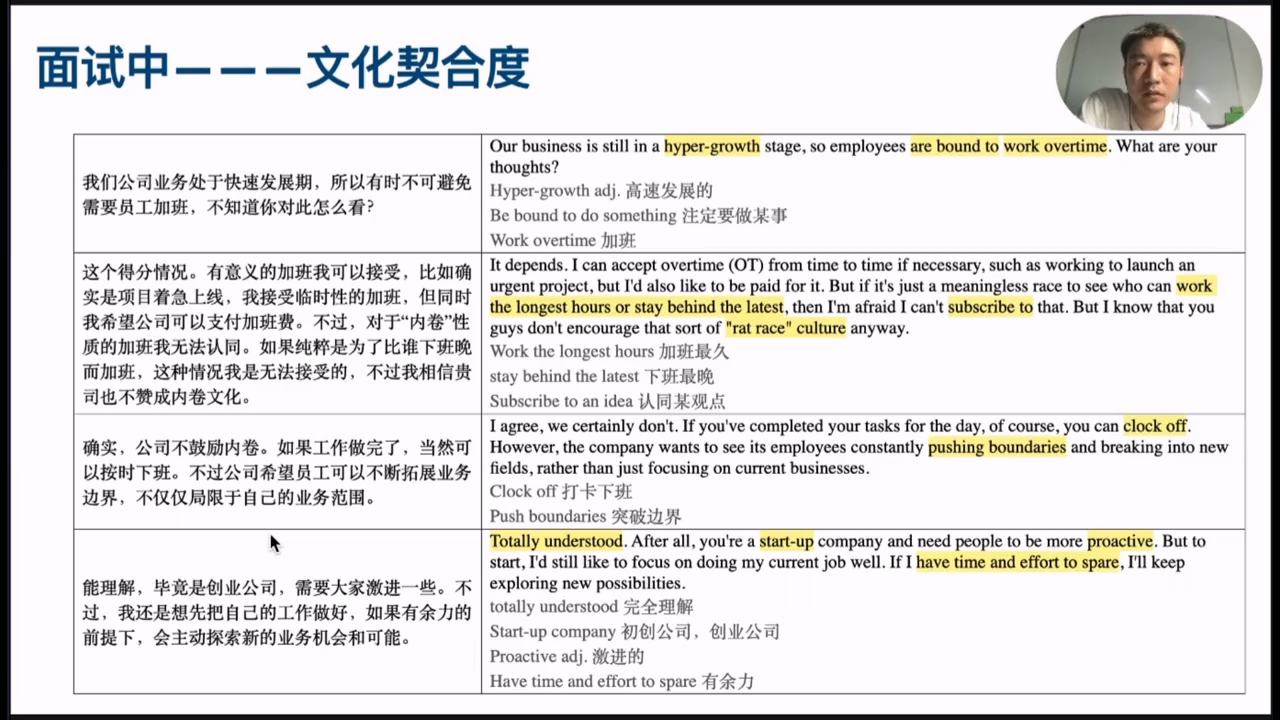 面试中———文化契合度
我们公司业务处于快速发展期，所以有时不可避免
需要员工加班，不知道你对此怎么看？
Our business is still in a hyper-growth stage, so employees are bound to work overtime. What are your
thoughts?
Hyper-growth adj. 高速发展的
Be bound to do something 注定要做某事
Work overtime 加班
这个得分情况。有意义的加班我可以接受，比如确
实是项目着急上线，我接受临时性的加班，但同时
我希望公司可以支付加班费。不过，对于“内卷”性
质的加班我无法认同。如果纯粹是为了比谁下班晚
而加班，这种情况我是无法接受的，不过我相信贵
司也不赞成内卷文化。
It depends. I can accept overtime (OT) from time to time if necessary, such as working to launch an
urgent project, but I'd also like to be paid for it. But if it's just a meaningless race to see who can work
the longest hours or stay behind the latest, then I'm afraid I can't subscribe to that. But I know that you
guys don't encourage that sort of "rat race" culture anyway.
Work the longest hours 加班最久
stay behind the latest 下班最晚
Subscribe to an idea 认同某观点
确实，公司不鼓励内卷。如果工作做完了，当然可
以按时下班。不过公司希望员工可以不断拓展业务
边界，不仅仅局限于自己的业务范围。
I agree, we certainly don't. If you've completed your tasks for the day, of course, you can clock off.
However, the company wants to see its employees constantly pushing boundaries and breaking into new
fields, rather than just focusing on current businesses.
Clock off 打卡下班
Push boundaries 突破边界
能理解，毕竟是创业公司，需要大家激进一些。不
过，我还是想先把自己的工作做好，如果有余力的
前提下，会主动探索新的业务机会和可能。
Totally understood. After all, you're a start-up company and need people to be more proactive. But to
start, I'd still like to focus on doing my current job well. If I have time and effort to spare, I'll keep
exploring new possibilities.
totally understood 完全理解
Start-up company 初创公司，创业公司
Proactive adj. 激进的
Have time and effort to spare 有余力